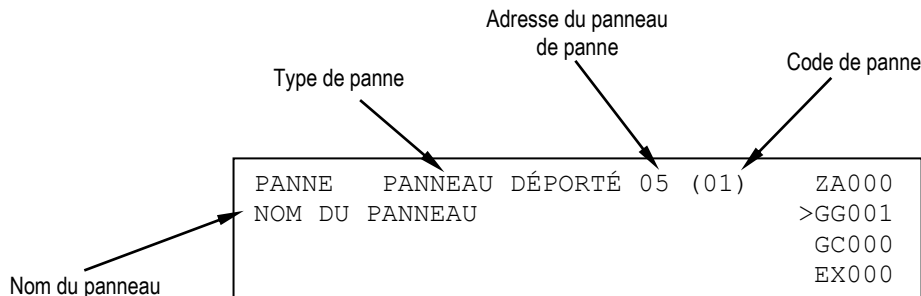 Adresse du panneau
de panne
Code de panne
Type de panne
PANNE PANNEAU DÉPORTÉ 05 (01) ZA000
NOM DU PANNEAU >GG001
GC000
EX000
Nom du panneau